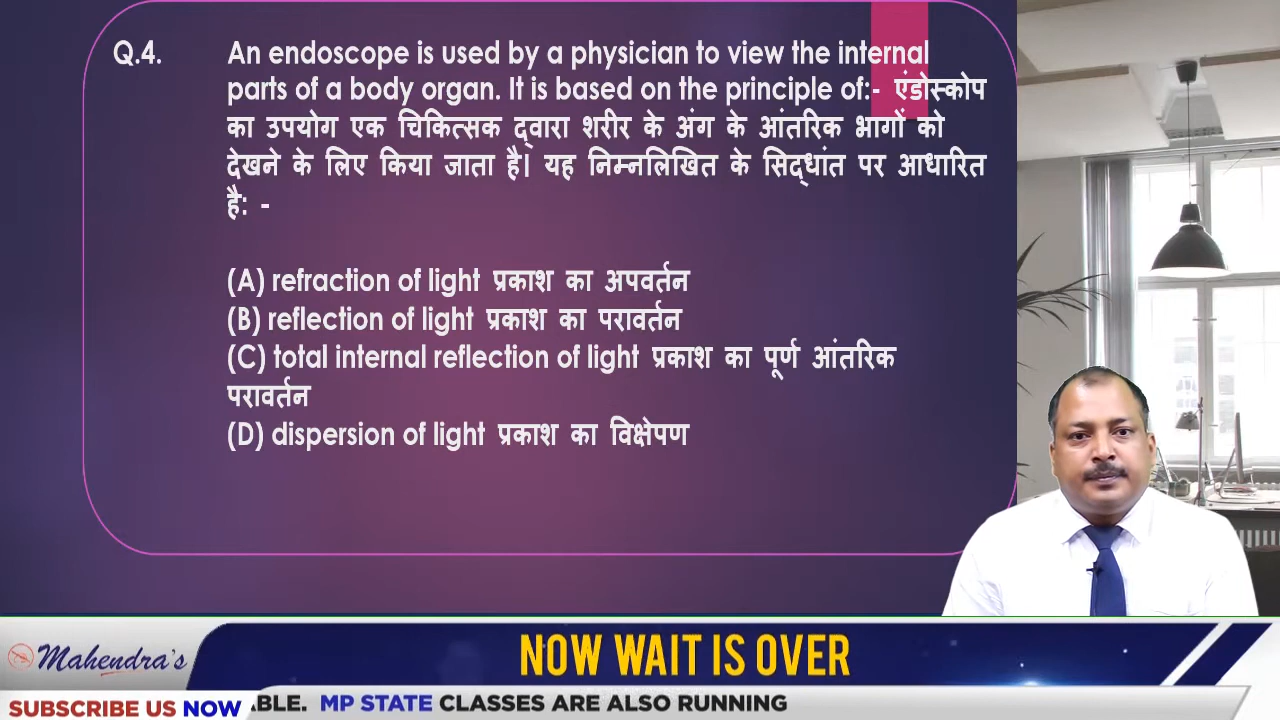 Q.4. An endoscope is used by a physician to view the internal
parts of a body organ. It is based on the principle of:- एंडोस्कोप
का उपयोग एक चिकित्सक द्वारा शरीर के अंग के आंतरिक भागों को
देखने के लिए किया जाता है। यह निम्नलिखित के सिद्धांत पर आधारित
है: -
(A) refraction of light प्रकाश का अपवर्तन
(B) reflection of light प्रकाश का परावर्तन
(C) total internal reflection of light प्रकाश का पूर्ण आंतरिक
परावर्तन
(D) dispersion of light प्रकाश का विक्षेपण
Mahendra's
NOW WAIT IS OVER
SUBSCRIBE US NOW
ABLE. MP STATE CLASSES ARE ALSO RUNNING